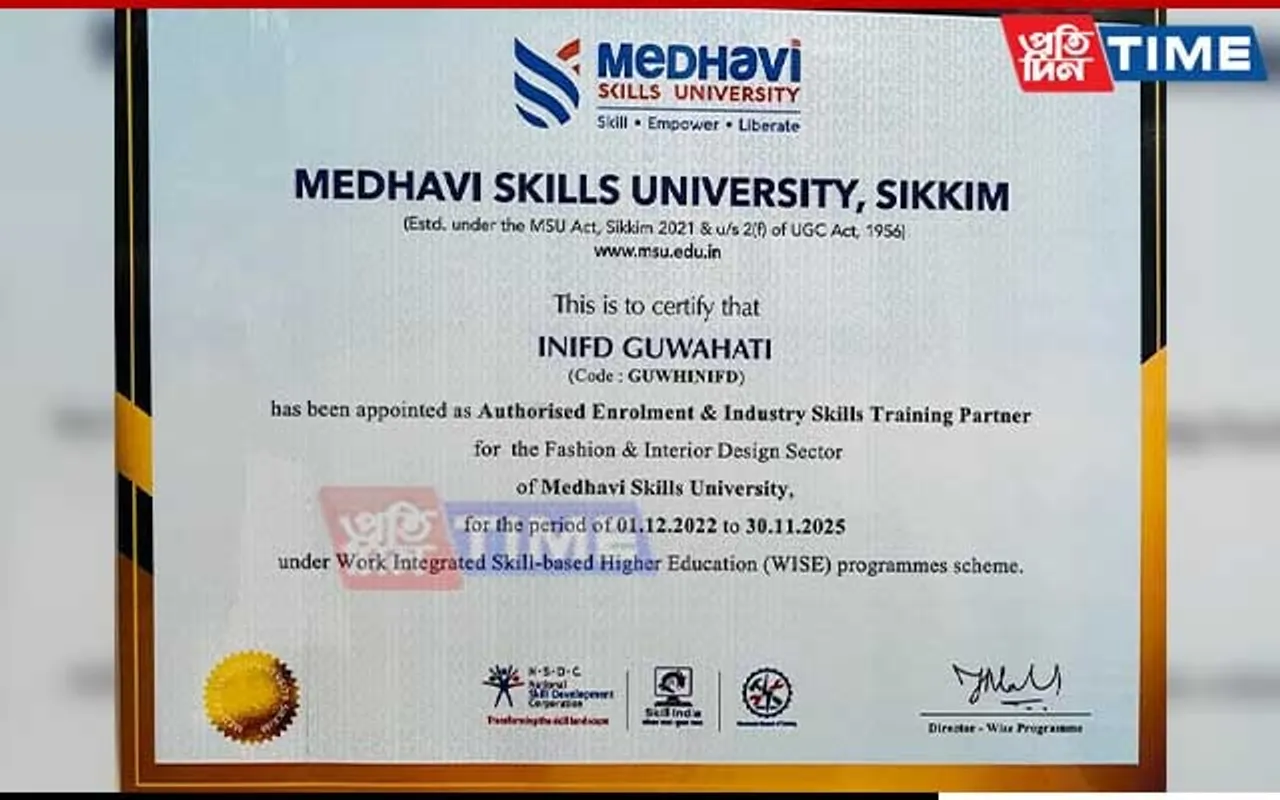 প্রতি
দিন TIME
MEDHAVI
SKILLS UNIVERSITY
Skill • Empower • Liberate
MEDHAVI SKILLS UNIVERSITY, SIKKIM
(Estd. under the MSU Act, Sikkim 2021 & u/s 2(f) of UGC Act, 1956)
www.msu.edu.in
This is to certify that
INIFD GUWAHATI
(Code : GUWHINIFD)
has been appointed as Authorised Enrolment & Industry Skills Training Partner
for the Fashion & Interior Design Sector
of Medhavi Skills University,
প্রতি
দিন TIME
for the period of 01.12.2022 to 30.11.2025
under Work Integrated Skill-based Higher Education (WISE) programmes scheme.
N·S·D·C
National
Skill Development
Corporation
Transforming the skill landscape
Skill India
Director - Wise Programme